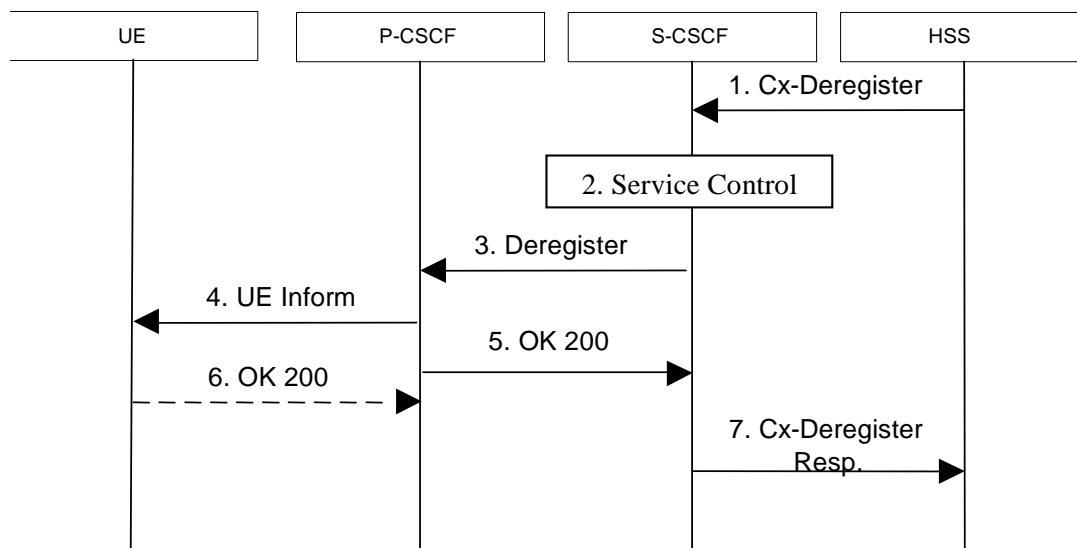 UE
P-CSCF
S-CSCF
HSS
1. Cx-Deregister
2. Service Control
3. Deregister
4. UE Inform
5. OK 200
6. OK 200
7. Cx-Deregister
Resp.